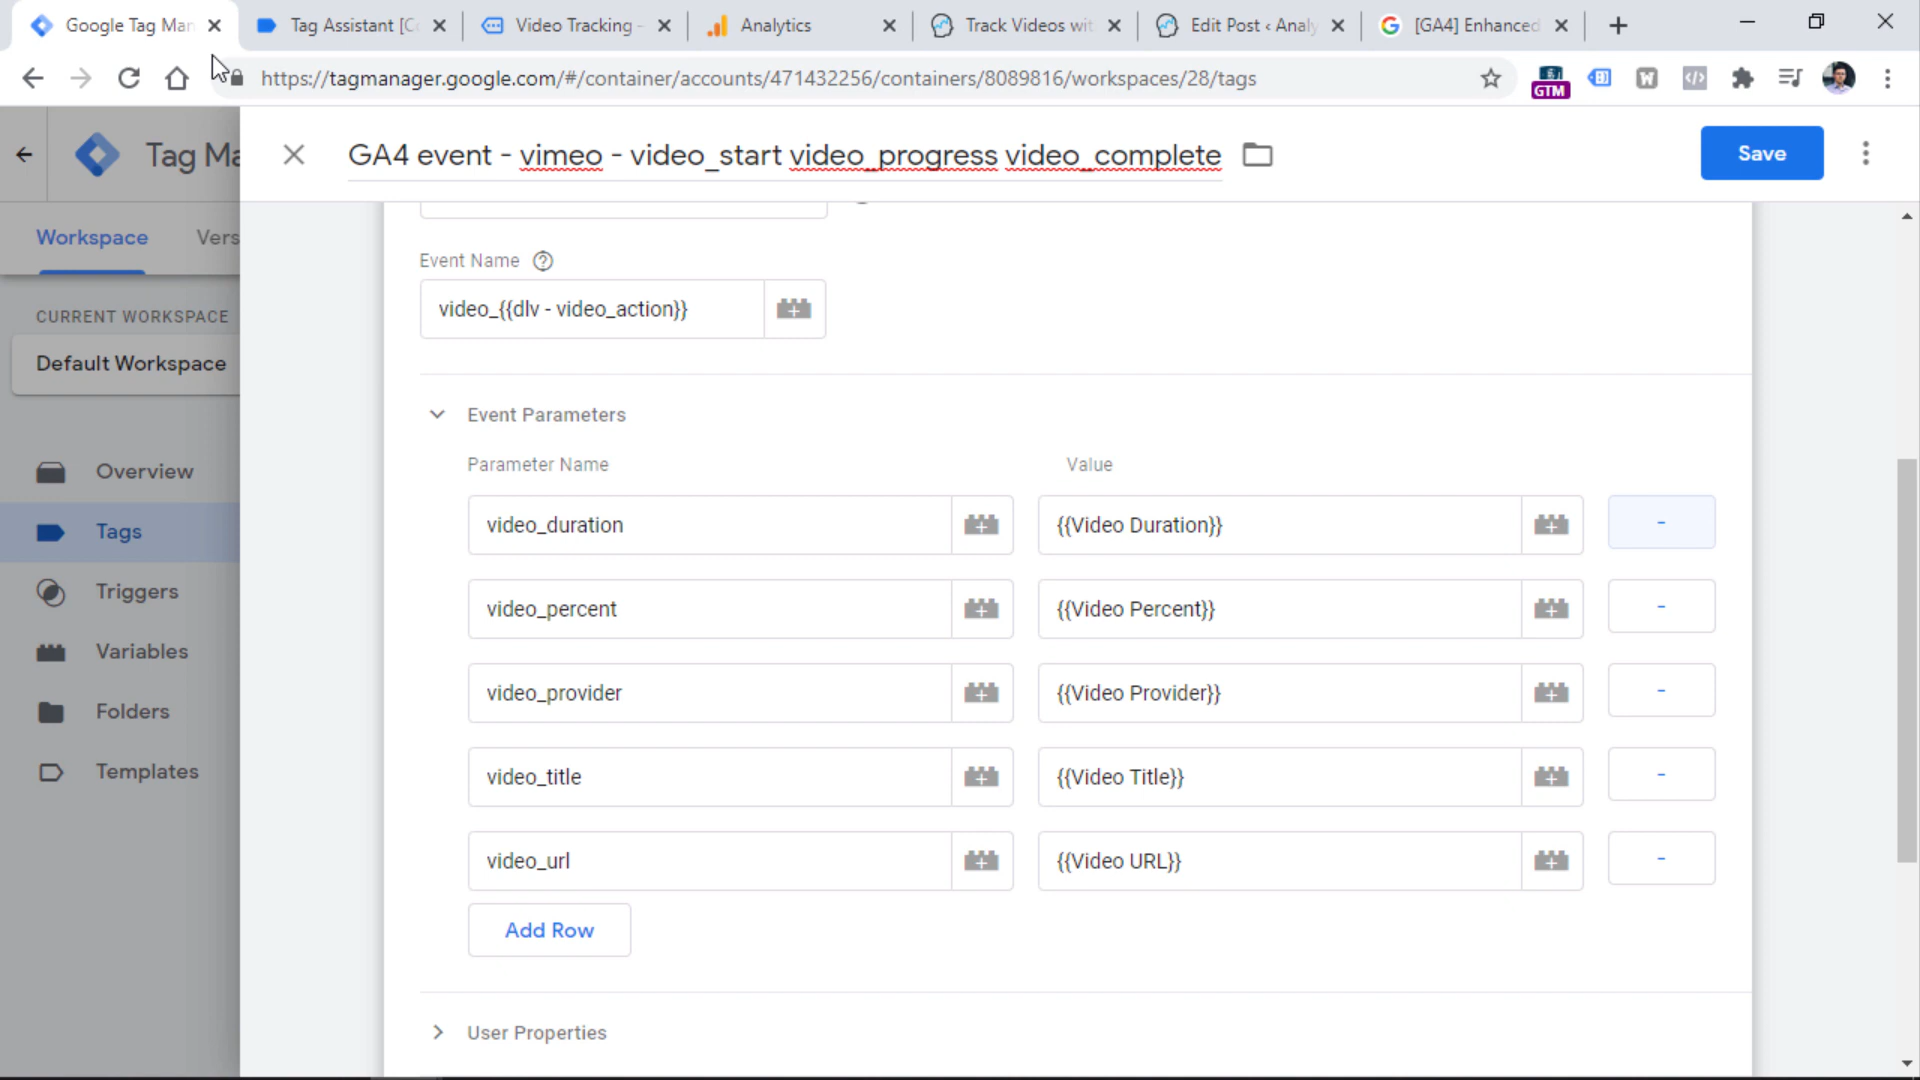 Google Tag Man
Tag Assistant [Co
Video Tracking -
Analytics
Track Videos wit
Edit Post ‹ Analy
[GA4] Enhanced
https://tagmanager.google.com/#/container/accounts/471432256/containers/8089816/workspaces/28/tags
GTM
Tag Ma
GA4 event - vimeo - video_start video_progress video_complete
Save
Workspace
Vers
CURRENT WORKSPACE
Default Workspace
Overview
Tags
Triggers
Variables
Folders
Templates
Event Name
video_{{dlv - video_action}}
Event Parameters
Parameter Name Value
video_duration {{Video Duration}} -
video_percent {{Video Percent}} -
video_provider {{Video Provider}} -
video_title {{Video Title}} -
video_url {{Video URL}} -
Add Row
User Properties